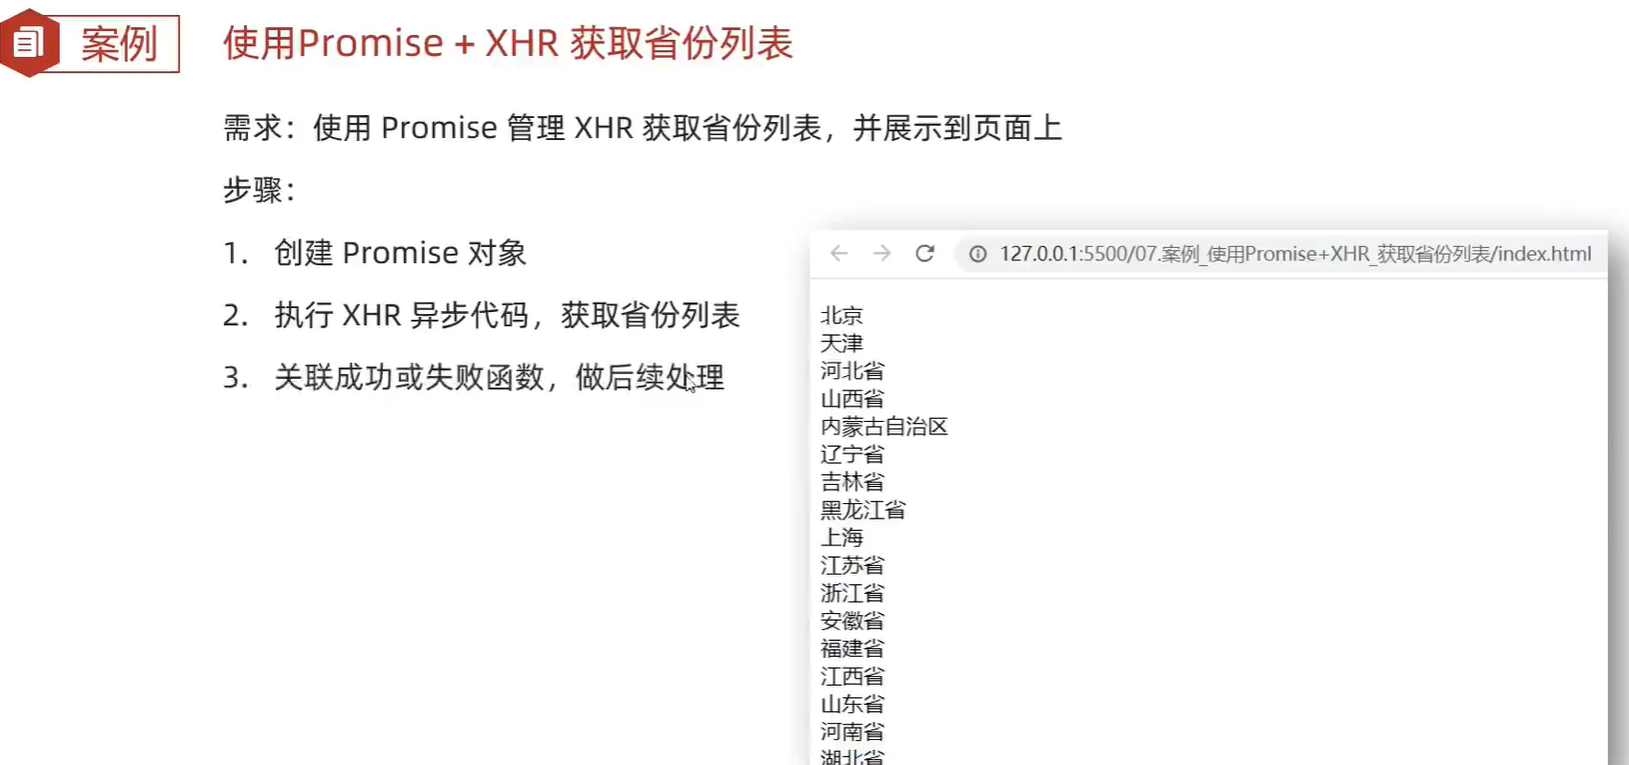 案例
使用Promise + XHR 获取省份列表
需求：使用 Promise 管理 XHR 获取省份列表，并展示到页面上
步骤：
1. 创建 Promise 对象
2. 执行 XHR 异步代码，获取省份列表
3. 关联成功或失败函数，做后续处理
127.0.0.1:5500/07.案例_使用Promise+XHR_获取省份列表/index.html
北京
天津
河北省
山西省
内蒙古自治区
辽宁省
吉林省
黑龙江省
上海
江苏省
浙江省
安徽省
福建省
江西省
山东省
河南省
湖北省